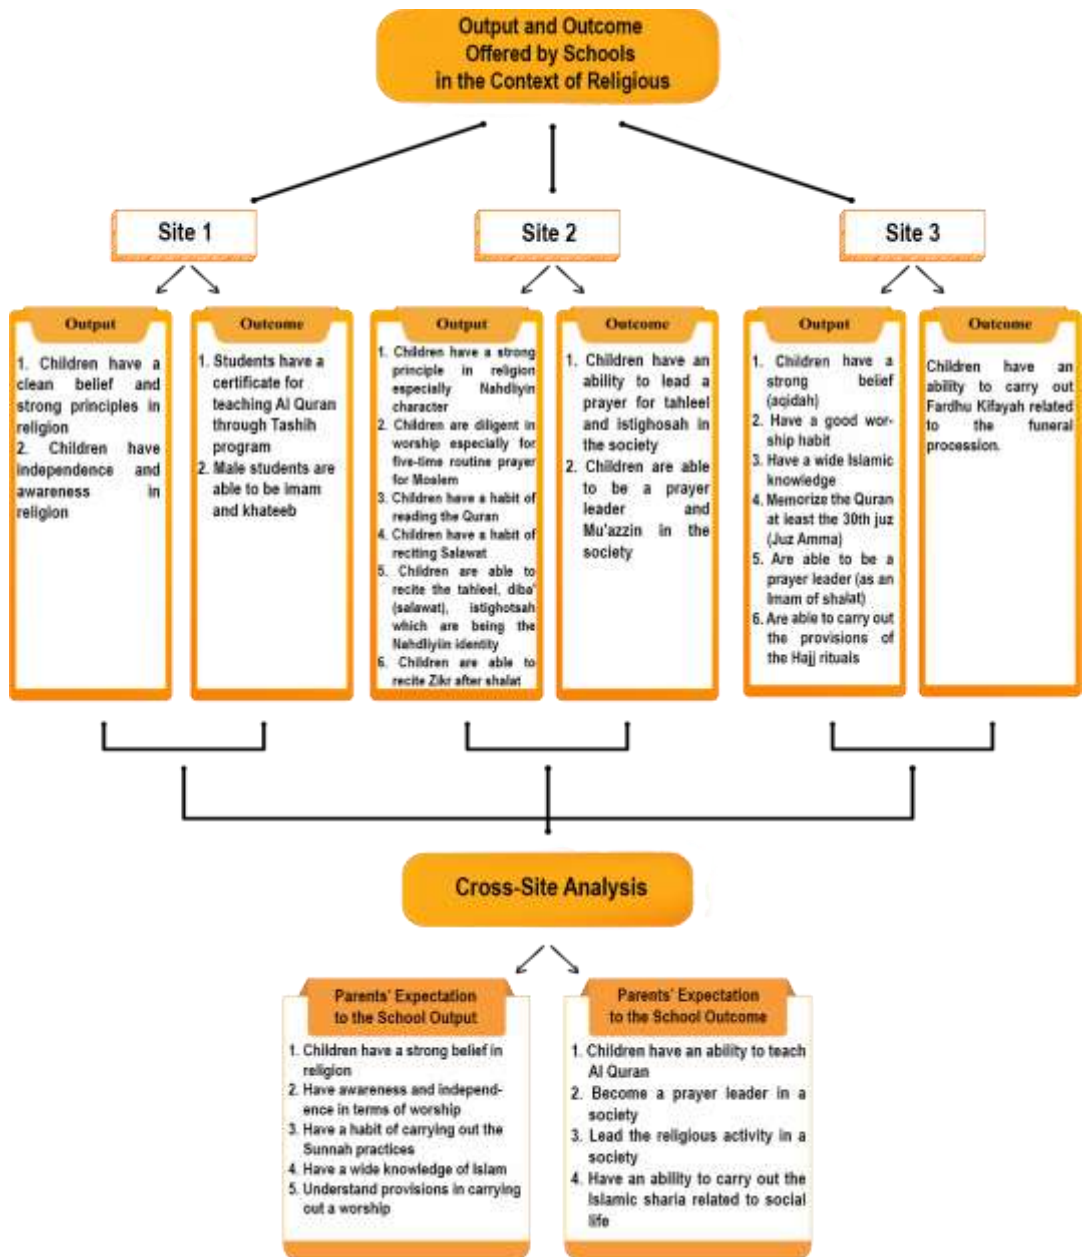 Output and Outcome
Offered by Schools
in the Context of Religious
Site 1
Site 2
Site 3
Output
1. Children have a
clean belief and
strong principles in
religion
2. Children have
independence and
awareness in
religion
Outcome
1. Students have a
certificate for
teaching Al Quran
through Tashih
program
2. Male students are
able to be imam
and khateeb
Output
1. Children have a strong
principle in religion
especially Nahdliyin
character
2. Children are diligent in
worship especially for
five-time routine prayer
for Moslem
3. Children have a habit of
reading the Quran
4. Children have a habit of
reciting Salawat
5. Children are able to
recite the tahleel, diba'
(salawat), istighotsah
which are being the
Nahdliyiin identity
6. Children are able to
recite Zikr after shalat
Outcome
1. Children have an
ability to lead a
prayer for tahleel
and istighosah in
the society
2. Children are able
to be a prayer
leader and
Mu'azzin in the
society
Output
1. Children have a
strong belief
(aqidah)
2. Have a good wor-
ship habit
3. Have a wide Islamic
knowledge
4. Memorize the Quran
at least the 30th juz
(Juz Amma)
5. Are able to be a
prayer leader (as an
Imam of shalat)
6. Are able to carry out
the provisions of
the Hajj rituals
Outcome
Children have an
ability to carry out
Fardhu Kifayah related
to the funeral
procession.
Cross-Site Analysis
Parents' Expectation
to the School Output
1. Children have a strong belief in
religion
2. Have awareness and independ-
ence in terms of worship
3. Have a habit of carrying out the
Sunnah practices
4. Have a wide knowledge of Islam
5. Understand provisions in carrying
out a worship
Parents' Expectation
to the School Outcome
1. Children have an ability to teach
Al Quran
2. Become a prayer leader in a
society
3. Lead the religious activity in a
society
4. Have an ability to carry out the
Islamic sharia related to social
life